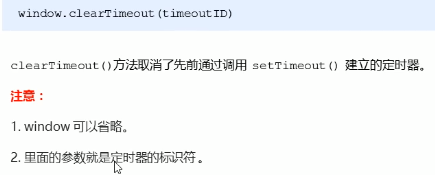 window.clearTimeout(timeoutID)
clearTimeout()方法取消了先前通过调用 setTimeout() 建立的定时器。
注意：
1. window 可以省略。
2. 里面的参数就是定时器的标识符 。